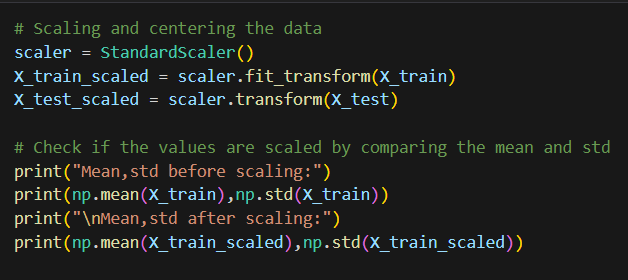 # Scaling and centering the data
scaler = StandardScaler()
X_train_scaled = scaler.fit_transform(X_train)
X_test_scaled = scaler.transform(X_test)
# Check if the values are scaled by comparing the mean and std
print("Mean,std before scaling:")
print(np.mean(X_train),np.std(X_train))
print("\nMean,std after scaling:")
print(np.mean(X_train_scaled),np.std(X_train_scaled))